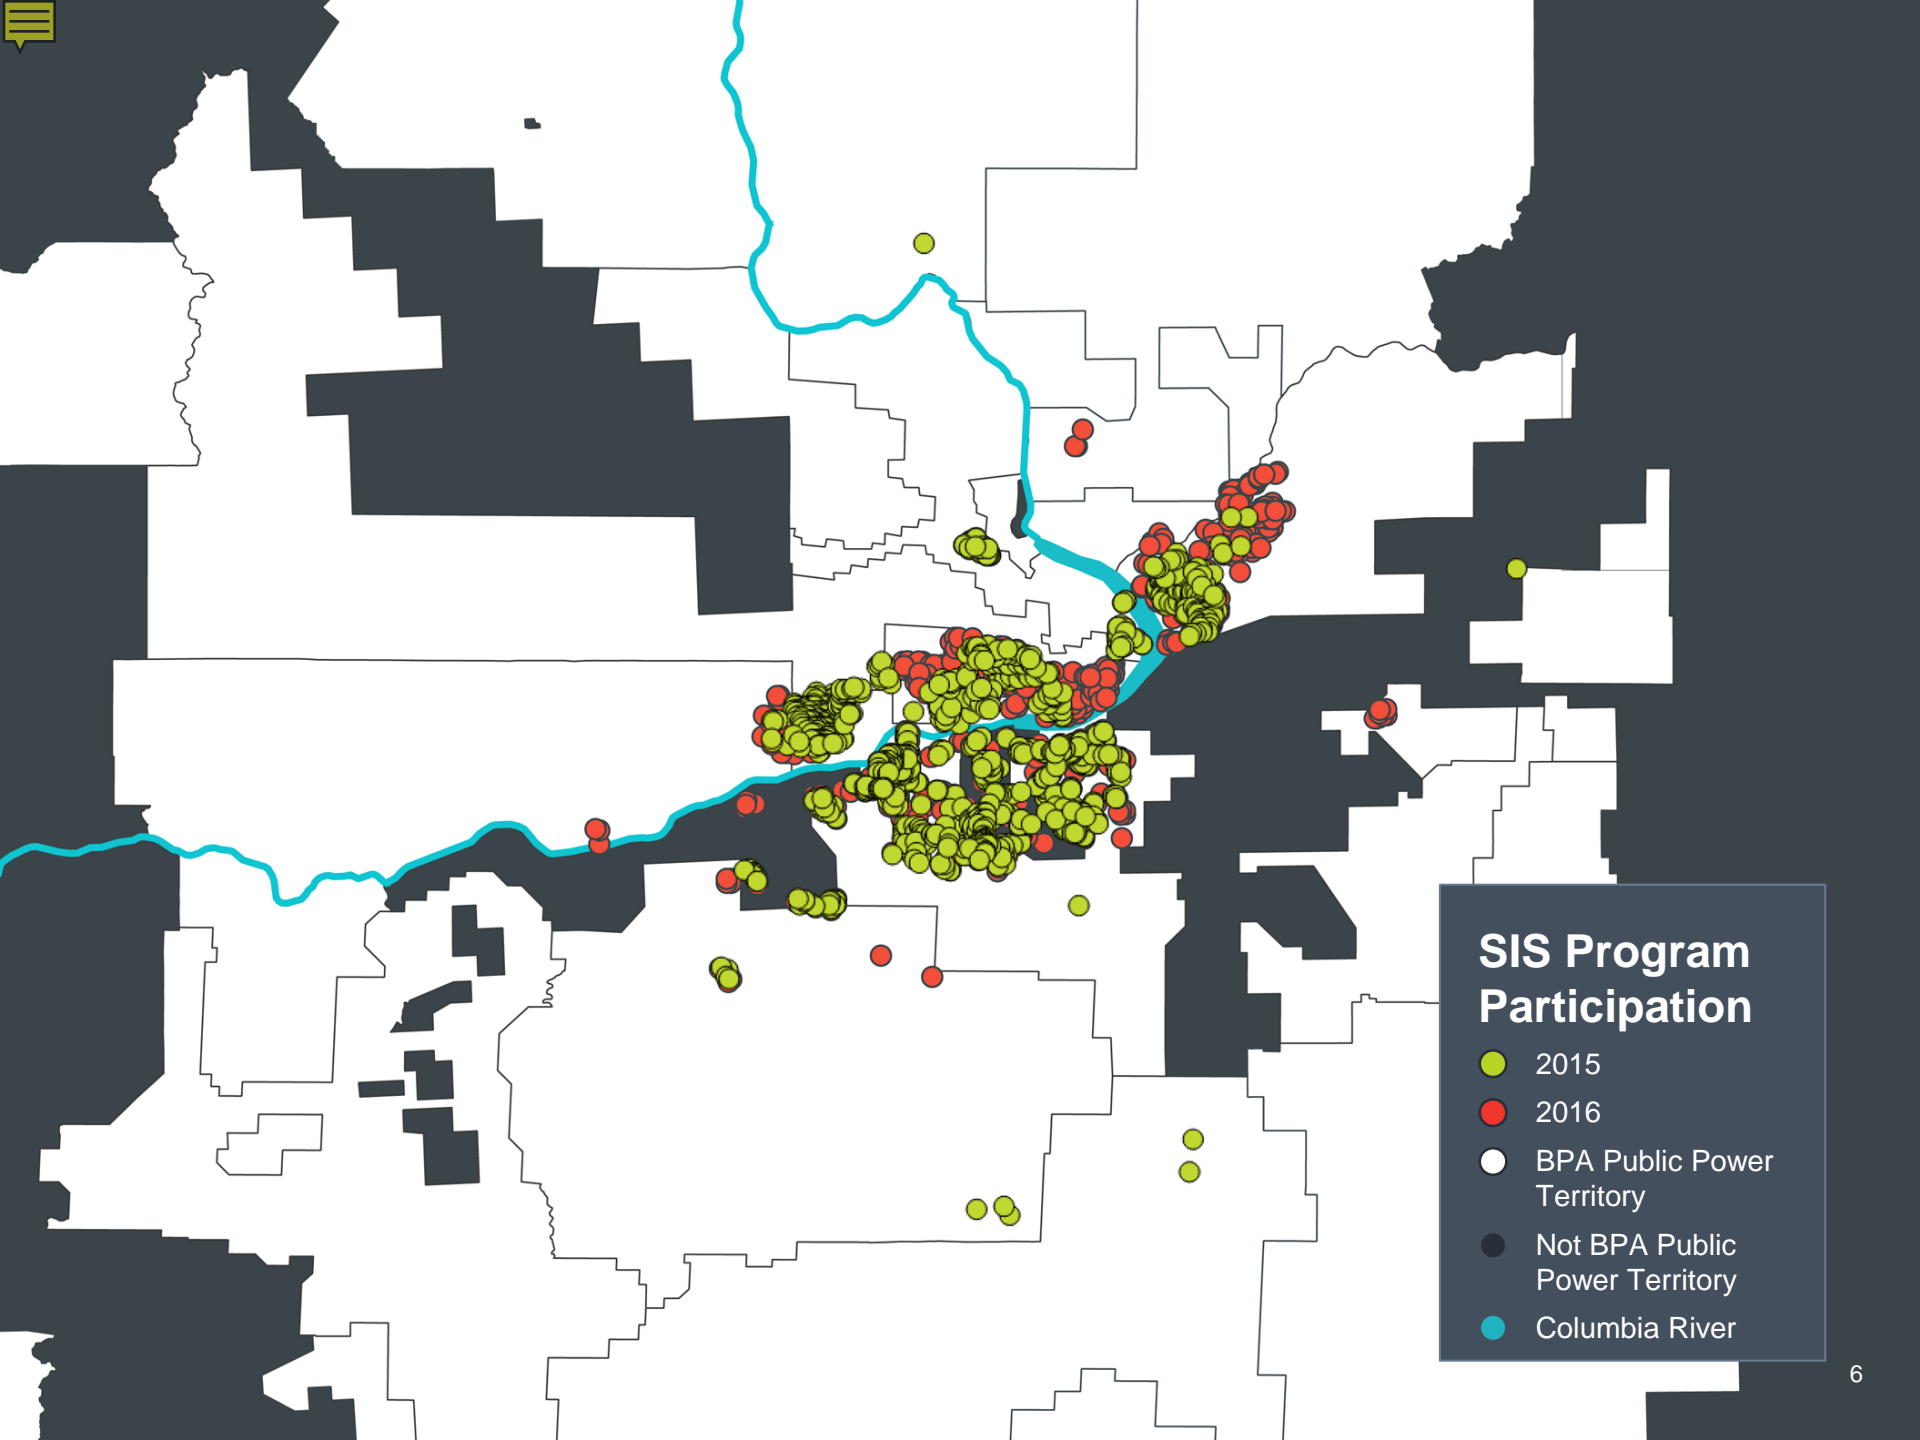 SIS Program
Participation
2015
2016
BPA Public Power
Territory
Not BPA Public
Power Territory
Columbia River
6